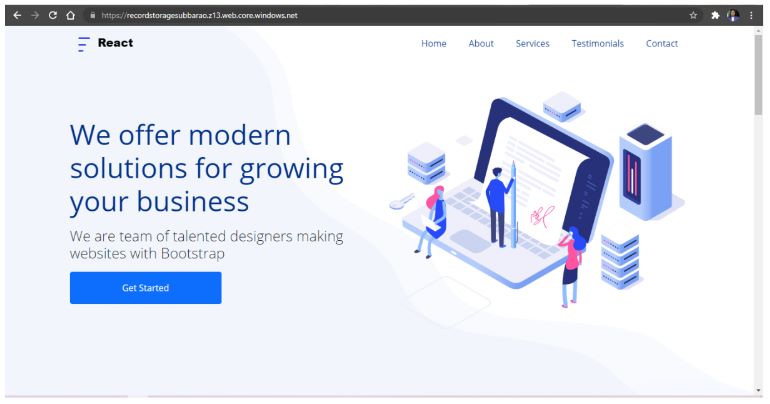 https://recordstoragesubbarao.z13.web.core.windows.net
React
Home About Services Testimonials Contact
We offer modern
solutions for growing
your business
We are team of talented designers making
websites with Bootstrap
Get Started